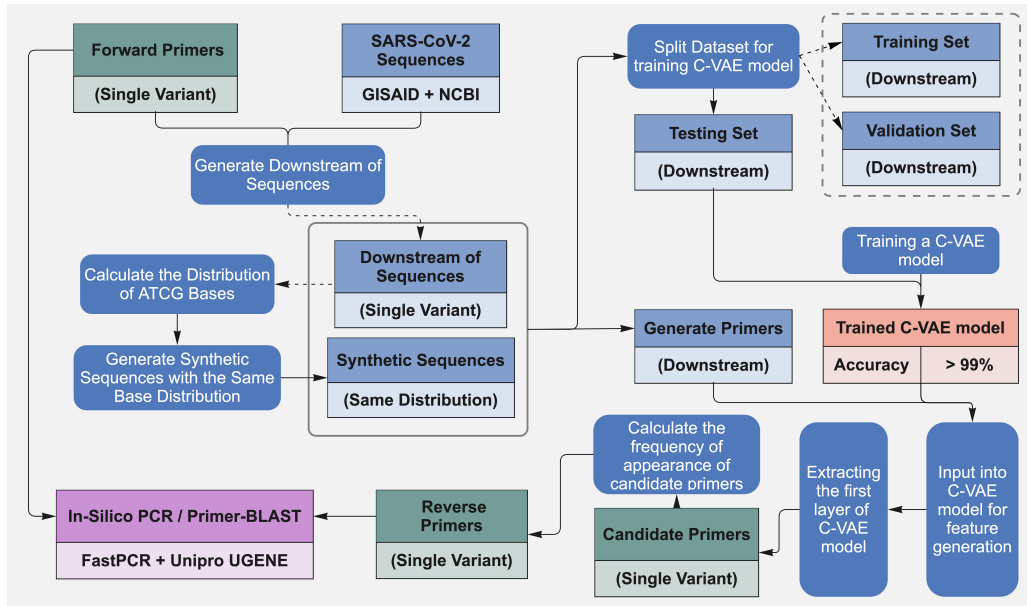 Forward Primers
(Single Variant)
SARS-CoV-2
Sequences
GISAID + NCBI
Generate Downstream of
Sequences
Downstream of
Sequences
(Single Variant)
Calculate the Distribution
of ATCG Bases
Generate Synthetic
Sequences with the Same
Base Distribution
Synthetic Sequences
(Same Distribution)
Split Dataset for
training C-VAE model
Training Set
(Downstream)
Validation Set
(Downstream)
Testing Set
(Downstream)
Training a C-VAE
model
Generate Primers
(Downstream)
Trained C-VAE model
Accuracy > 99%
Input into
C-VAE
model for
feature
generation
Extracting
the first
layer of
C-VAE
model
Candidate Primers
(Single Variant)
Calculate the
frequency of
appearance of
candidate primers
Reverse
Primers
(Single Variant)
In-Silico PCR / Primer-BLAST
FastPCR + Unipro UGENE